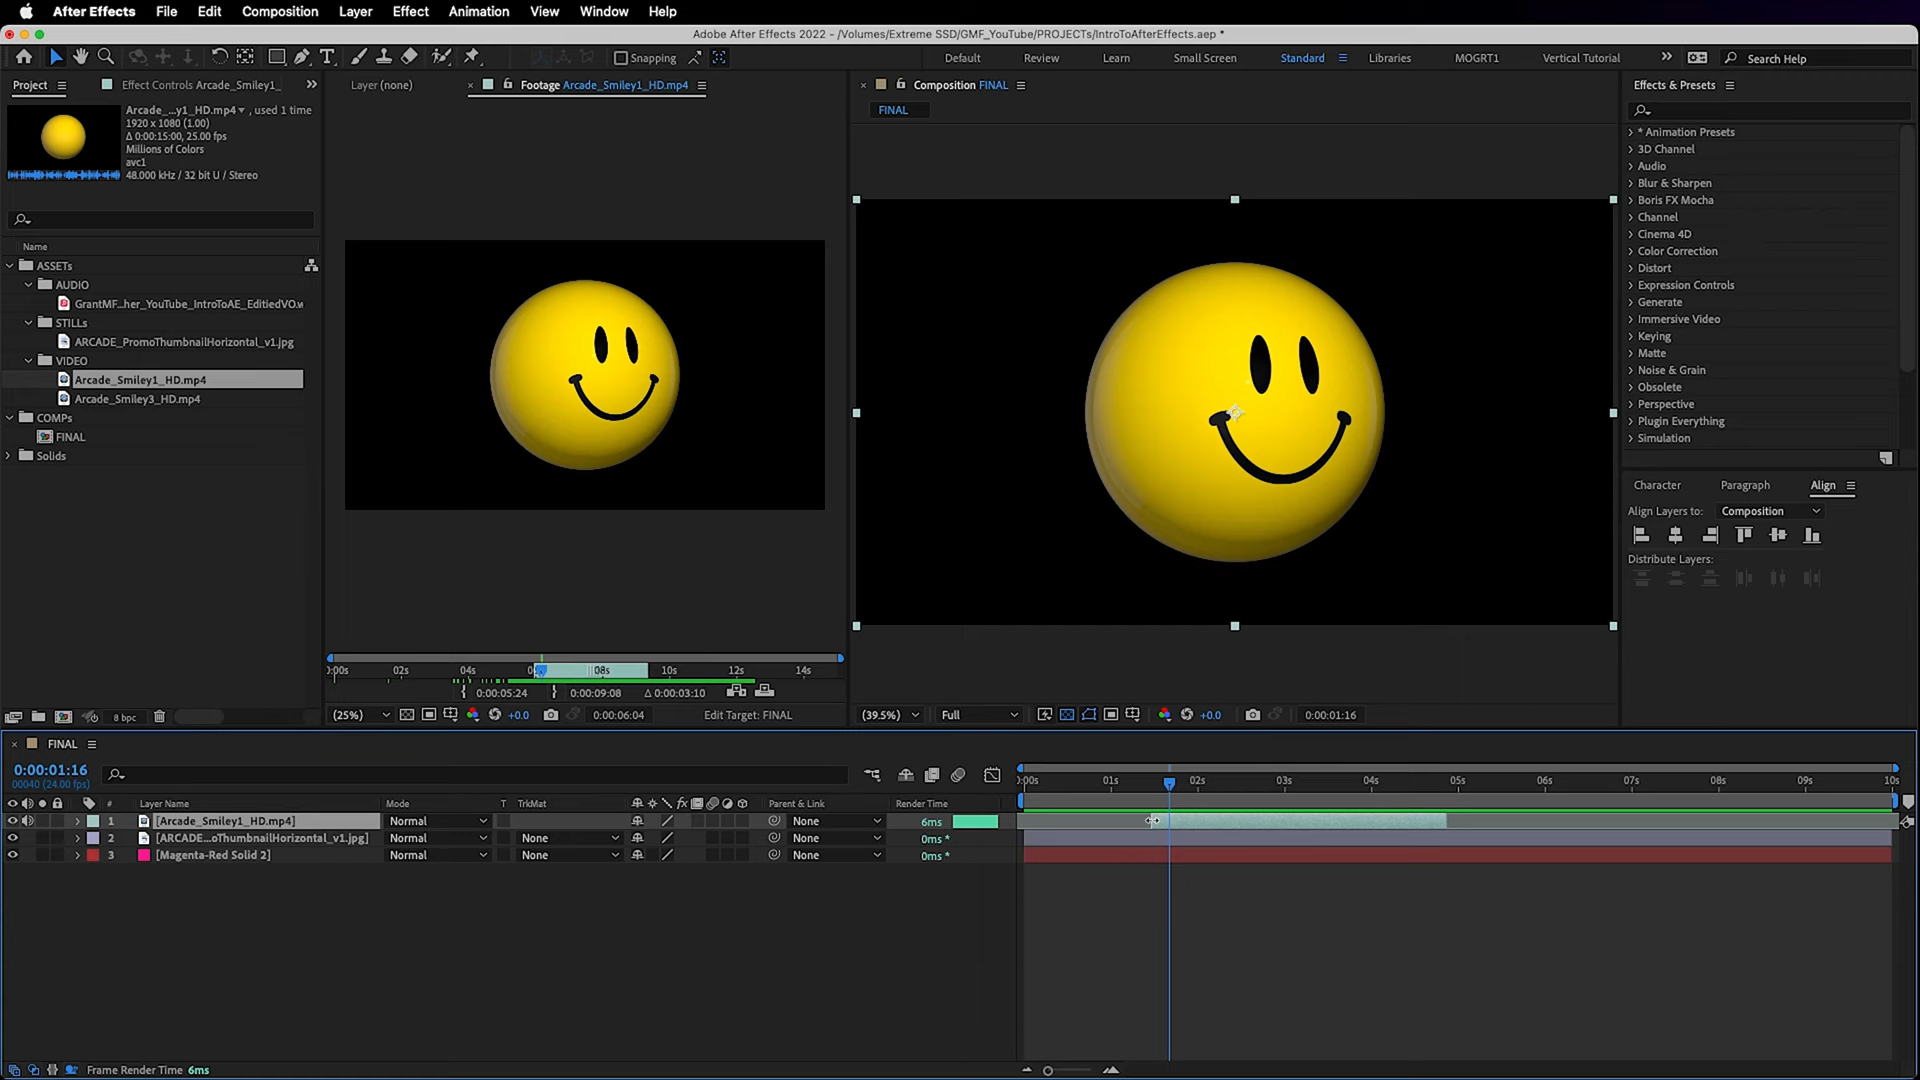 After Effects File Edit Composition Layer Effect Animation View Window Help
Adobe After Effects 2022 - /Volumes/Extreme SSD/GMF_YouTube/PROJECTs/IntroToAfterEffects.aep *
Snapping Default Review Learn Small Screen Standard Libraries MOGRT1 Vertical Tutorial Search Help
Project Effect Controls Arcade_Smiley1_
Arcade_...y1_HD.mp4 , used 1 time
1920 x 1080 (1.00)
Δ 0:00:15:00, 25.00 fps
Millions of Colors
avc1
48.000 kHz / 32 bit U / Stereo
Name
ASSETs
AUDIO
GrantMF...her_YouTube_IntroToAE_EditiedVO.w
STILLs
ARCADE_PromoThumbnailHorizontal_v1.jpg
VIDEO
Arcade_Smiley1_HD.mp4
Arcade_Smiley3_HD.mp4
COMPs
FINAL
Solids
8 bpc
Layer (none) Footage Arcade_Smiley1_HD.mp4
02s 04s 08s 10s 12s 14s
0:00:05:24 0:00:09:08 Δ 0:00:03:10
(25%) +0.0 0:00:06:04 Edit Target: FINAL
Composition FINAL
FINAL
(39.5%) Full +0.0 0:00:01:16
Effects & Presets
* Animation Presets
3D Channel
Audio
Blur & Sharpen
Boris FX Mocha
Channel
Cinema 4D
Color Correction
Distort
Expression Controls
Generate
Immersive Video
Keying
Matte
Noise & Grain
Obsolete
Perspective
Plugin Everything
Simulation
Character Paragraph Align
Align Layers to: Composition
Distribute Layers:
FINAL
0:00:01:16
00040 (24.00 fps)
:00s 01s 02s 03s 04s 05s 06s 07s 08s 09s 10s
# Layer Name Mode T TrkMat fx Parent & Link Render Time
1 [Arcade_Smiley1_HD.mp4] Normal None 6ms
2 [ARCADE...oThumbnailHorizontal_v1.jpg] Normal None None 0ms *
3 [Magenta-Red Solid 2] Normal None None 0ms *
Frame Render Time 6ms